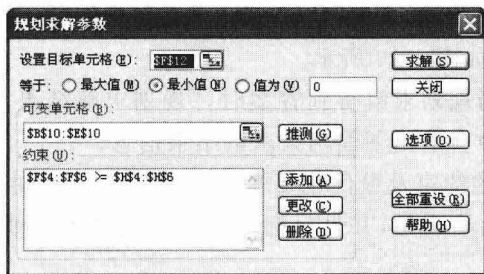 规划求解参数
设置目标单元格(E): $F$12 求解(S)
等于: 最大值(M) 最小值(N) 值为(V) 0 关闭
可变单元格(B):
$B$10:$E$10 推测(G) 选项(O)
约束(U):
$F$4:$F$6 >= $H$4:$H$6 添加(A)
更改(C) 全部重设(R)
删除(D) 帮助(H)